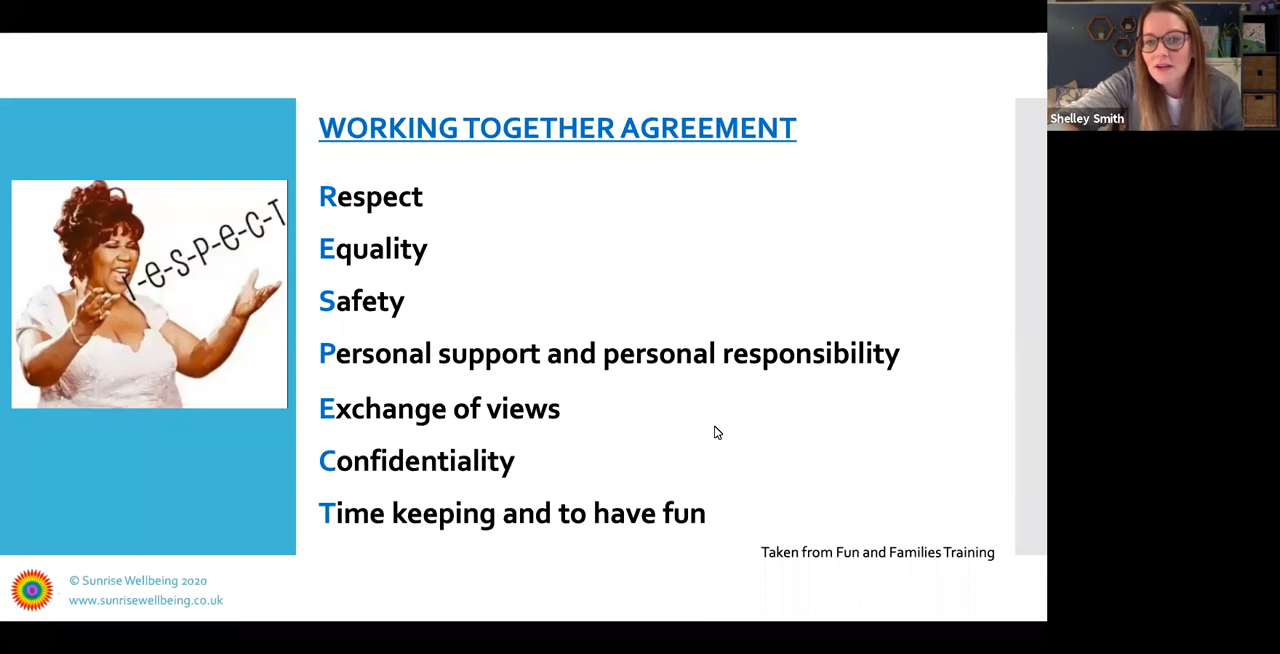 Shelley Smith
WORKING TOGETHER AGREEMENT
r-e-s-p-e-c-T
Respect
Equality
Safety
Personal support and personal responsibility
Exchange of views
Confidentiality
Time keeping and to have fun
Taken from Fun and Families Training
© Sunrise Wellbeing 2020
www.sunrisewellbeing.co.uk